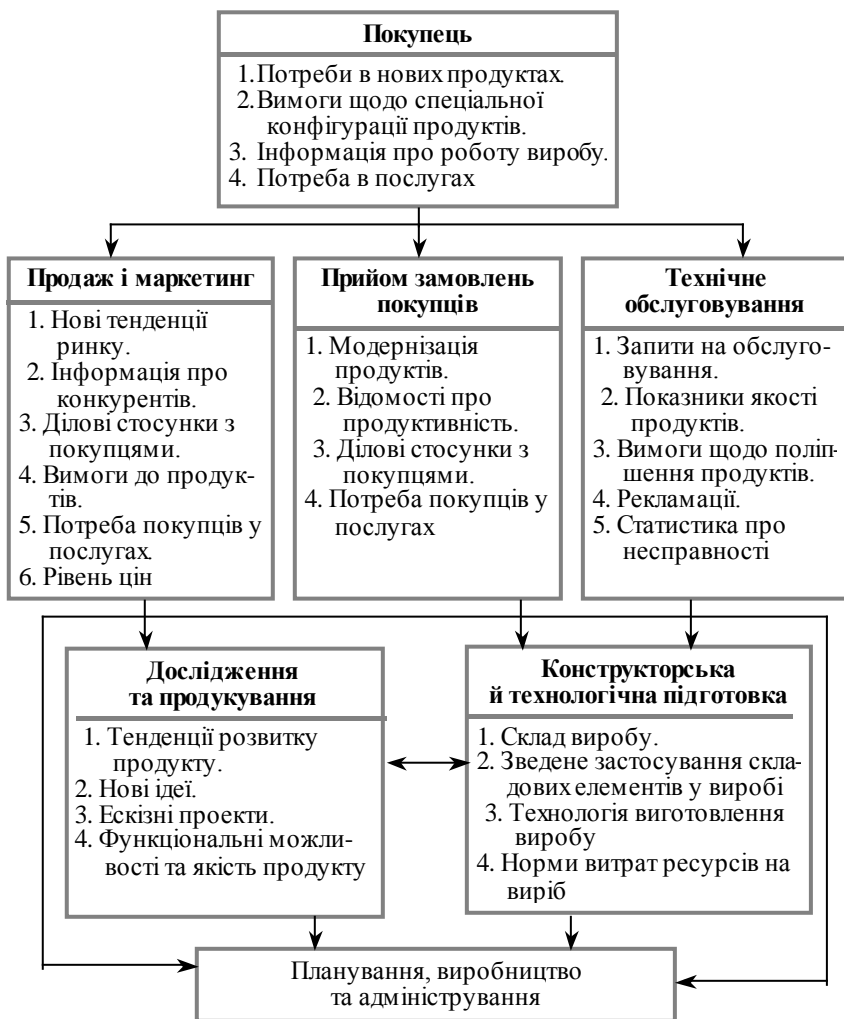 Покупець
1.Потреби в нових продуктах.
2.Вимоги щодо спеціальної
конфігурації продуктів.
3. Інформація про роботу виробу.
4. Потреба в послугах
Продаж і маркетинг
1. Нові тенденції
ринку.
2. Інформація про
конкурентів.
3. Ділові стосунки з
покупцями.
4. Вимоги до продук-
тів.
5. Потреба покупців у
послугах.
6. Рівень цін
Прийом замовлень
покупців
1. Модернізація
продуктів.
2. Відомості про
продуктивність.
3. Ділові стосунки з
покупцями.
4. Потреба покупців у
послугах
Технічне
обслуговування
1. Запити на обслуго-
вування.
2. Показники якості
продуктів.
3. Вимоги щодо поліп-
шення продуктів.
4. Рекламації.
5. Статистика про
несправності
Дослідження
та продукування
1. Тенденції розвитку
продукту.
2. Нові ідеї.
3. Ескізні проекти.
4. Функціональні можли-
вості та якість продукту
Конструкторська
й технологічна підготовка
1. Склад виробу.
2. Зведене застосування скла-
дових елементів у виробі
3. Технологія виготовлення
виробу
4. Норми витрат ресурсів на
виріб
Планування, виробництво
та адміністрування